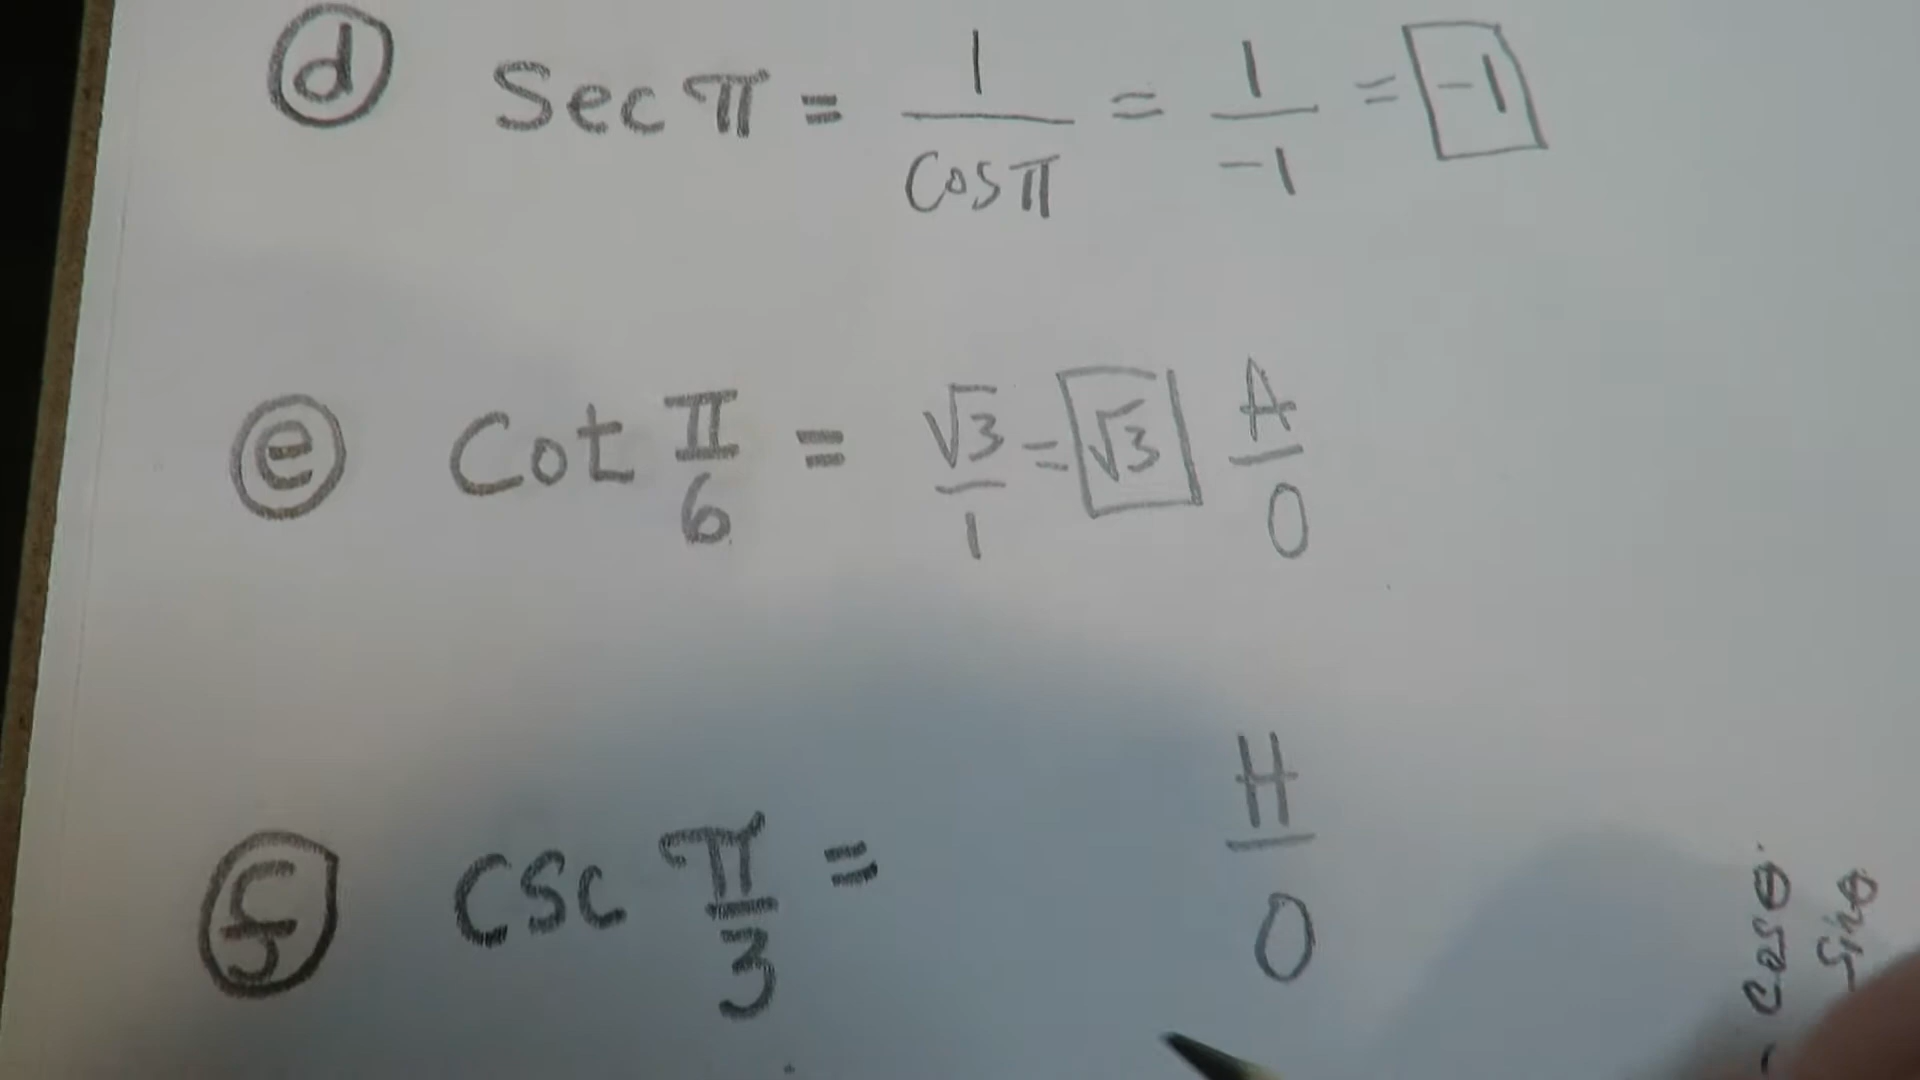 d Sec π = 1/cos π = 1/-1 = -1
e Cot π/6 = √3/1 = √3 A/O
f csc π/3 = H/O
- cos θ
sin θ